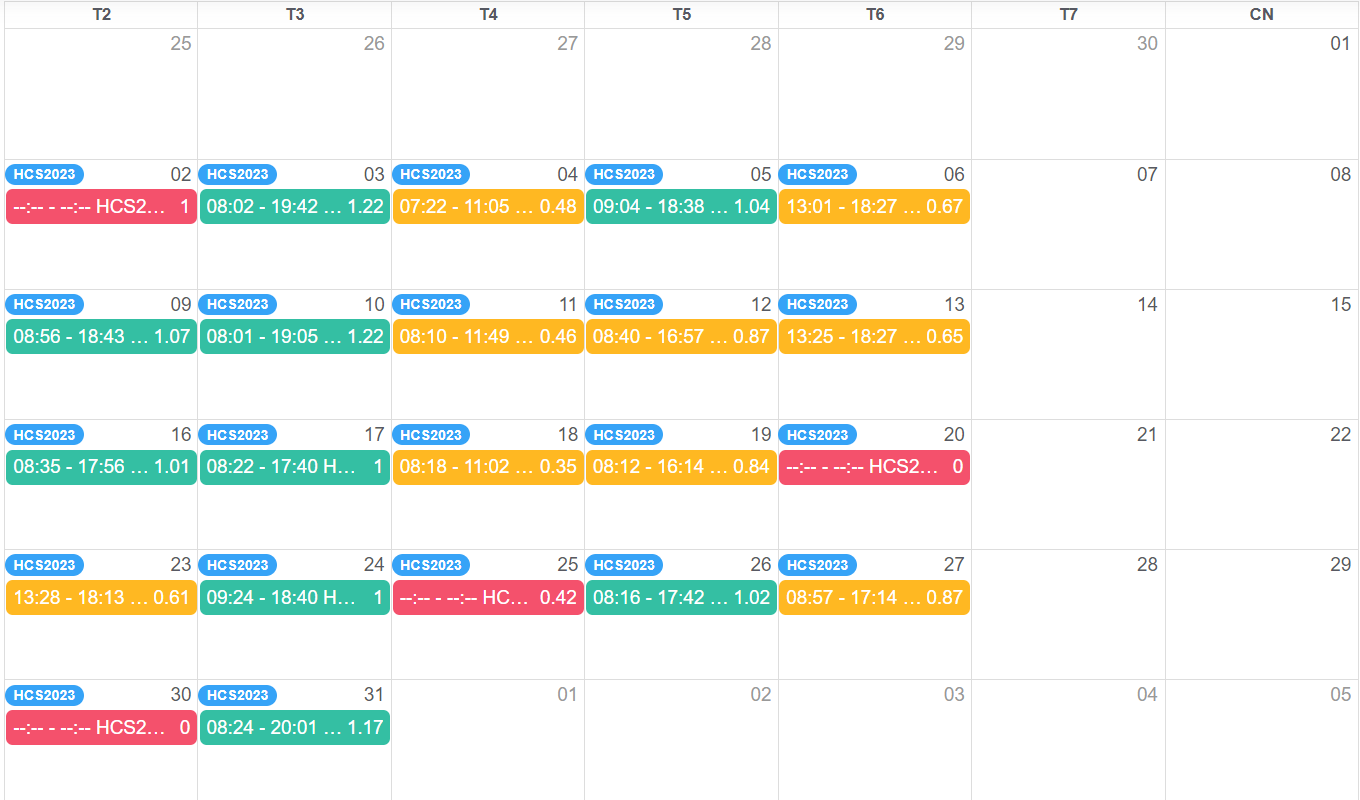 T2 T3 T4 T5 T6 T7 CN
25 26 27 28 29 30 01
HCS2023 02 HCS2023 03 HCS2023 04 HCS2023 05 HCS2023 06 07 08
--:-- - --:-- HCS2… 1 08:02 - 19:42 … 1.22 07:22 - 11:05 … 0.48 09:04 - 18:38 … 1.04 13:01 - 18:27 … 0.67
HCS2023 09 HCS2023 10 HCS2023 11 HCS2023 12 HCS2023 13 14 15
08:56 - 18:43 … 1.07 08:01 - 19:05 … 1.22 08:10 - 11:49 … 0.46 08:40 - 16:57 … 0.87 13:25 - 18:27 … 0.65
HCS2023 16 HCS2023 17 HCS2023 18 HCS2023 19 HCS2023 20 21 22
08:35 - 17:56 … 1.01 08:22 - 17:40 H… 1 08:18 - 11:02 … 0.35 08:12 - 16:14 … 0.84 --:-- - --:-- HCS2… 0
HCS2023 23 HCS2023 24 HCS2023 25 HCS2023 26 HCS2023 27 28 29
13:28 - 18:13 … 0.61 09:24 - 18:40 H… 1 --:-- - --:-- HC… 0.42 08:16 - 17:42 … 1.02 08:57 - 17:14 … 0.87
HCS2023 30 HCS2023 31 01 02 03 04 05
--:-- - --:-- HCS2… 0 08:24 - 20:01 … 1.17